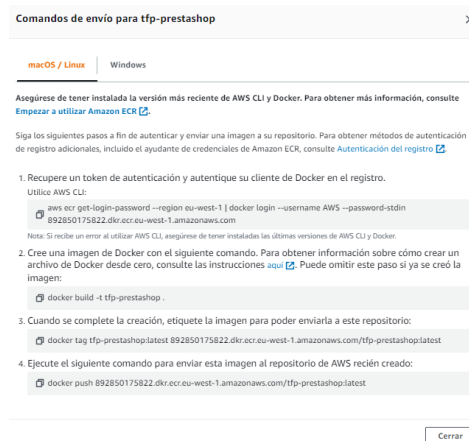 Comandos de envío para tfp-prestashop
macOS / Linux
Windows
Asegúrese de tener instalada la versión más reciente de AWS CLI y Docker. Para obtener más información, consulte
Empezar a utilizar Amazon ECR
Siga los siguientes pasos a fin de autenticar y enviar una imagen a su repositorio. Para obtener métodos de autenticación
de registro adicionales, incluido el ayudante de credenciales de Amazon ECR, consulte Autenticación del registro.
1. Recupere un token de autenticación y autentique su cliente de Docker en el registro.
Utilice AWS CLI:
aws ecr get-login-password --region eu-west-1 | docker login --username AWS --password-stdin
892850175822.dkr.ecr.eu-west-1.amazonaws.com
Nota: Si recibe un error al utilizar AWS CLI, asegúrese de tener instaladas las últimas versiones de AWS CLI y Docker.
2. Cree una imagen de Docker con el siguiente comando. Para obtener información sobre cómo crear un
archivo de Docker desde cero, consulte las instrucciones aquí. Puede omitir este paso si ya se creó la
imagen:
docker build -t tfp-prestashop .
3. Cuando se complete la creación, etiquete la imagen para poder enviarla a este repositorio:
docker tag tfp-prestashop:latest 892850175822.dkr.ecr.eu-west-1.amazonaws.com/tfp-prestashop:latest
4. Ejecute el siguiente comando para enviar esta imagen al repositorio de AWS recién creado:
docker push 892850175822.dkr.ecr.eu-west-1.amazonaws.com/tfp-prestashop:latest
Cerrar